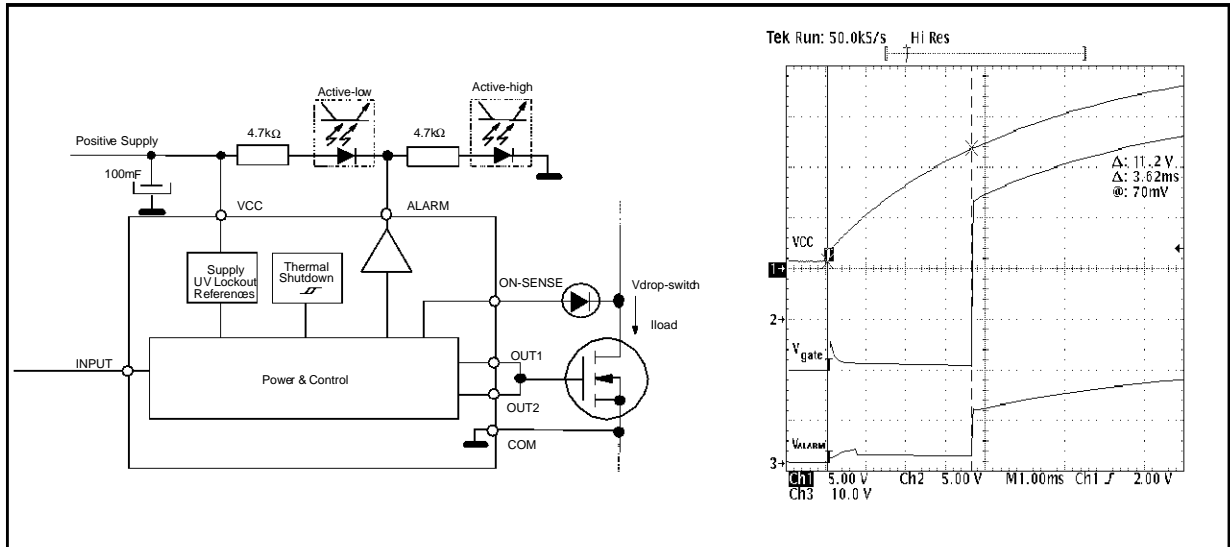 Active-low
Active-high
4.7kΩ
4.7kΩ
Positive Supply
100mF
VCC
ALARM
Supply
UV Lockout
References
Thermal
Shutdown
ON-SENSE
Vdrop-switch
Iload
INPUT
Power & Control
OUT1
OUT2
COM
Tek Run: 50.0kS/s Hi Res
Δ: 11.2 V
Δ: 3.62ms
@: 70mV
VCC
1→
2→
Vgate
VALARM
3→
Ch1 5.00 V Ch2 5.00 V M1.00ms Ch1 ƒ 2.00 V
Ch3 10.0 V